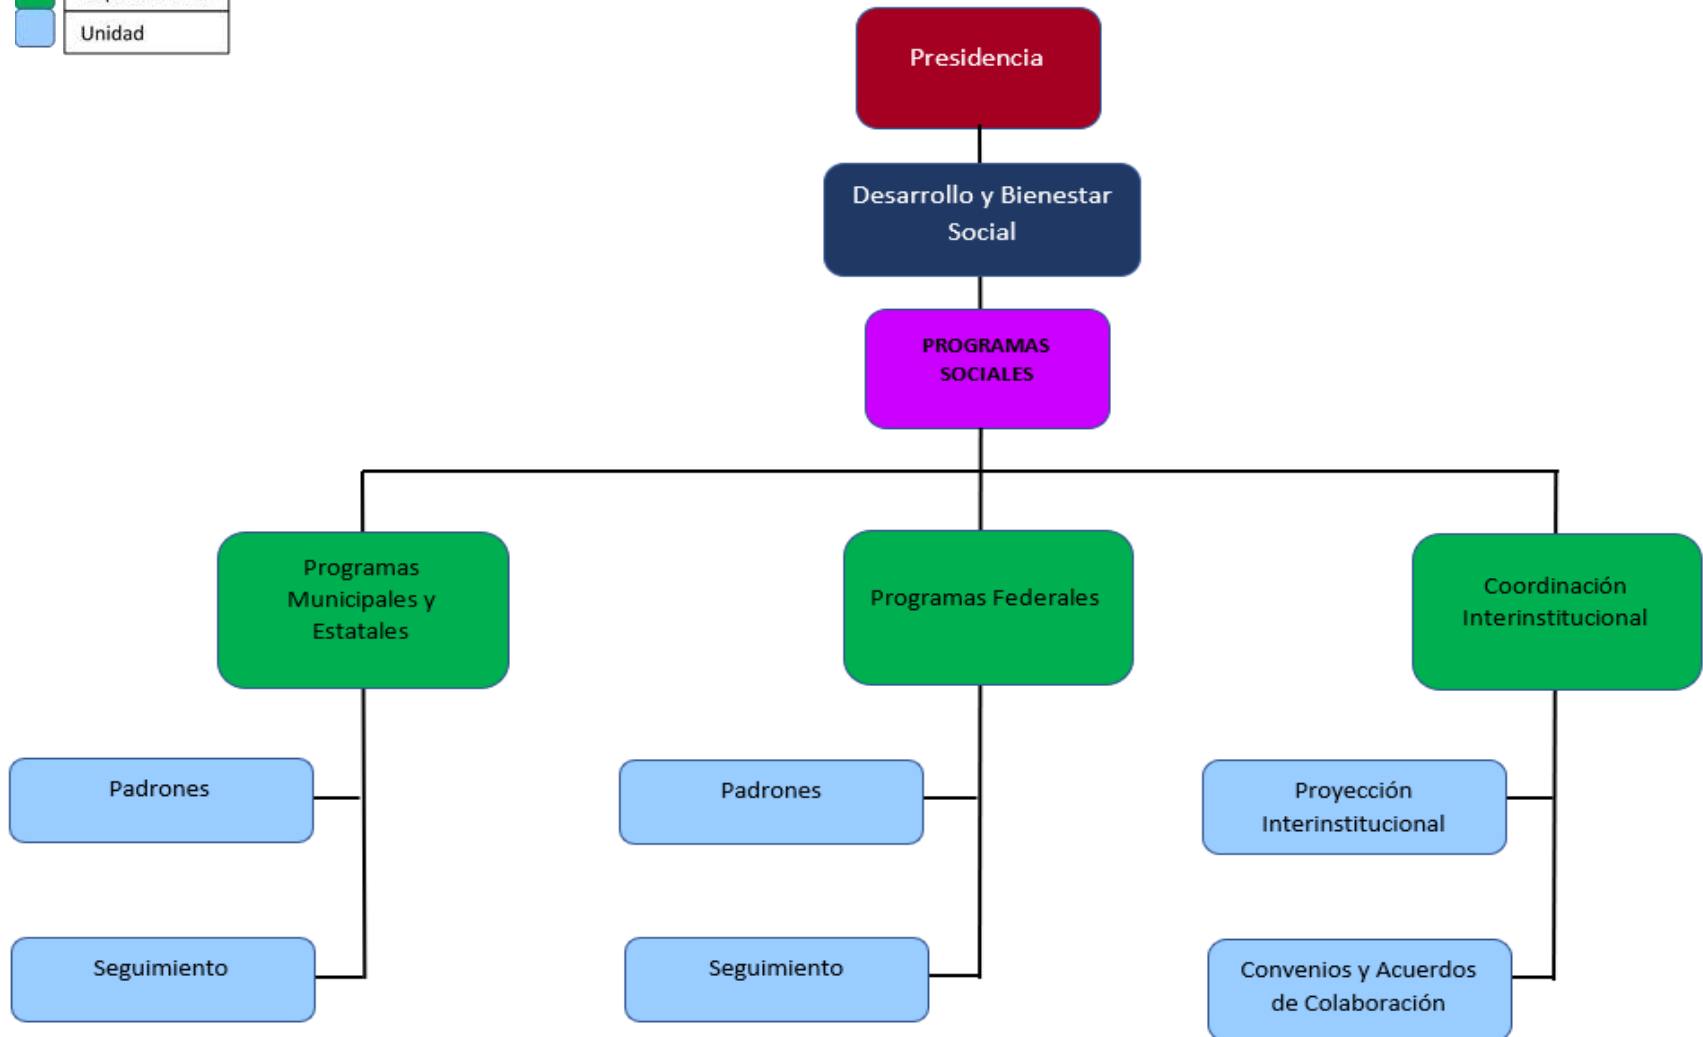 Unidad
Presidencia
Desarrollo y Bienestar
Social
PROGRAMAS
SOCIALES
Programas
Municipales y
Estatales
Programas Federales
Coordinación
Interinstitucional
Padrones
Padrones
Proyección
Interinstitucional
Seguimiento
Seguimiento
Convenios y Acuerdos
de Colaboración